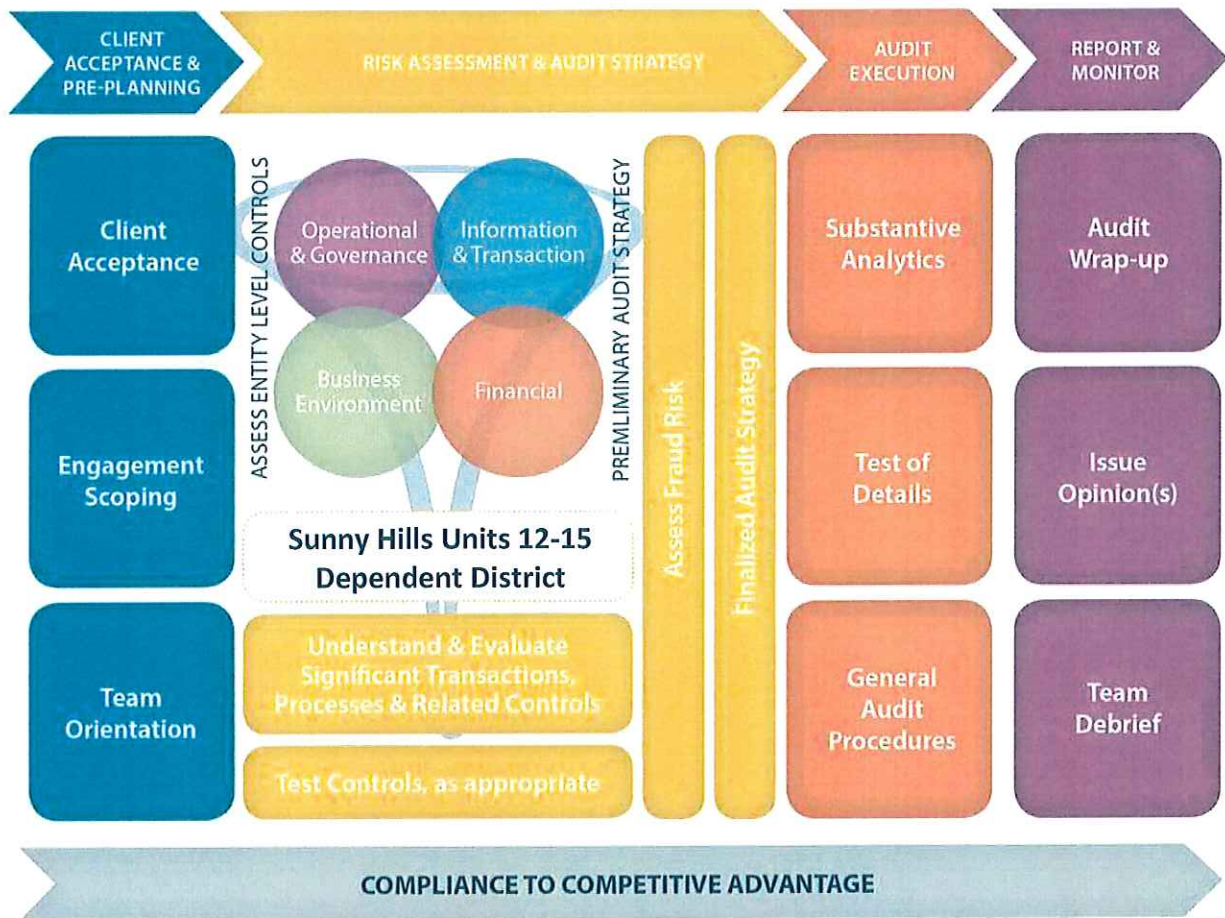 CLIENT
ACCEPTANCE &
PRE-PLANNING
RISK ASSESSMENT & AUDIT STRATEGY
AUDIT
EXECUTION
REPORT &
MONITOR
Client
Acceptance
Engagement
Scoping
Team
Orientation
ASSESS ENTITY LEVEL CONTROLS
Operational
& Governance
Information
& Transaction
Business
Environment
Financial
PREMLIMINARY AUDIT STRATEGY
Sunny Hills Units 12-15
Dependent District
Understand & Evaluate
Significant Transactions,
Processes & Related Controls
Test Controls, as appropriate
Assess Fraud Risk
Finalized Audit Strategy
Substantive
Analytics
Test of
Details
General
Audit
Procedures
Audit
Wrap-up
Issue
Opinion(s)
Team
Debrief
COMPLIANCE TO COMPETITIVE ADVANTAGE